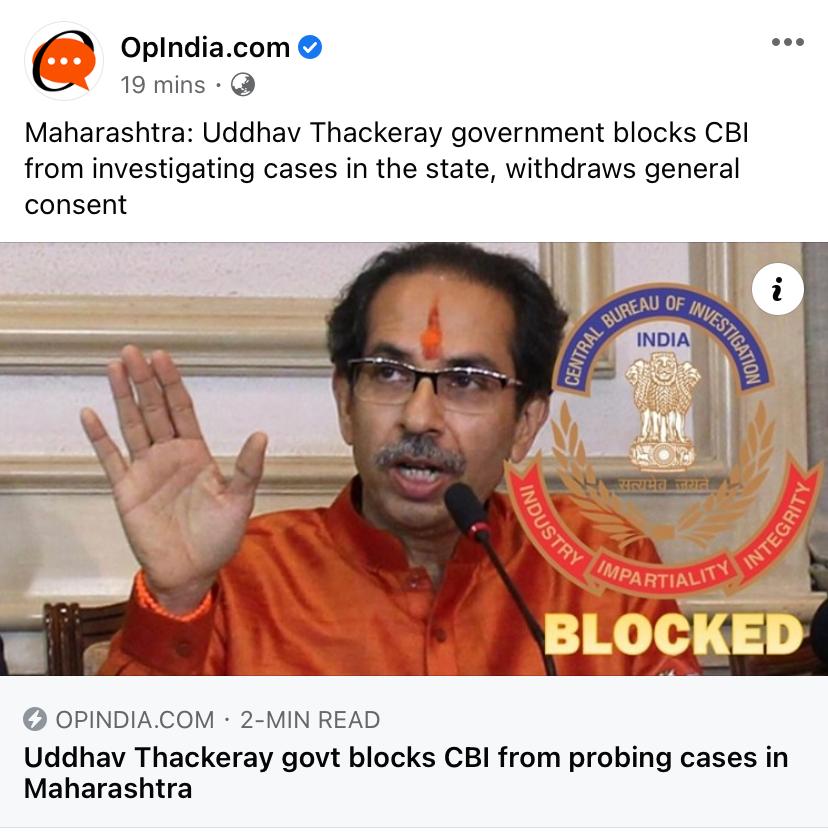 OpIndia.com
19 mins ·
Maharashtra: Uddhav Thackeray government blocks CBI
from investigating cases in the state, withdraws general
consent
i
CENTRAL BUREAU OF INVESTIGATION
INDIA
सत्यमेव जयते
INDUSTRY IMPARTIALITY INTEGRITY
BLOCKED
OPINDIA.COM · 2-MIN READ
Uddhav Thackeray govt blocks CBI from probing cases in
Maharashtra